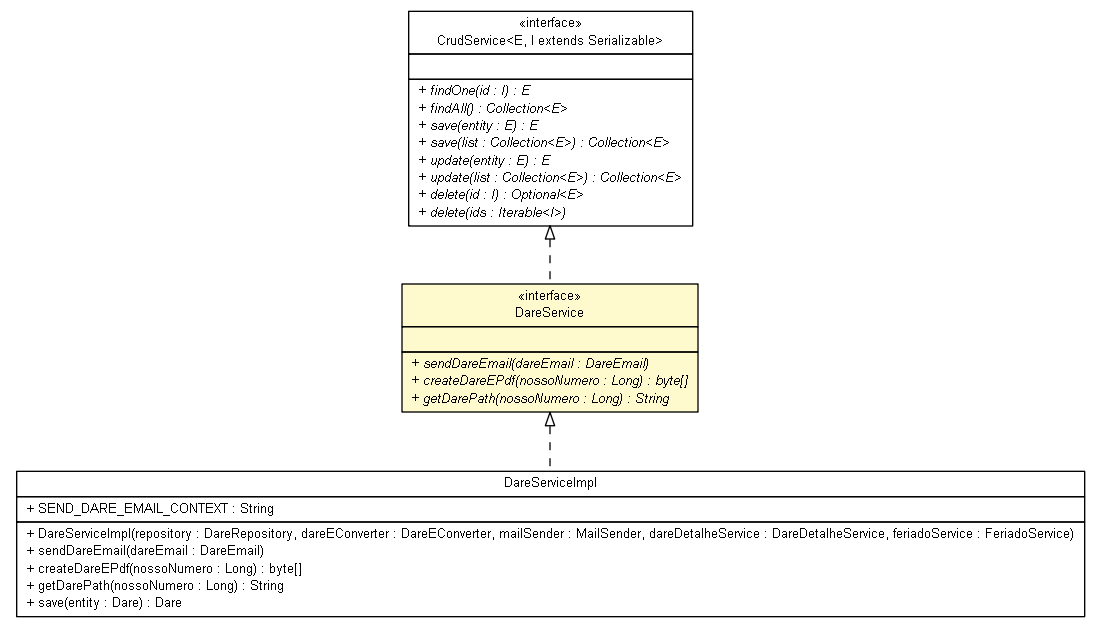 «interface»
CrudService<E, I extends Serializable>
+ findOne(id : I) : E
+ findAll() : Collection<E>
+ save(entity : E) : E
+ save(list : Collection<E>) : Collection<E>
+ update(entity : E) : E
+ update(list : Collection<E>) : Collection<E>
+ delete(id : I) : Optional<E>
+ delete(ids : Iterable<I>)
«interface»
DareService
+ sendDareEmail(dareEmail : DareEmail)
+ createDareEPdf(nossoNumero : Long) : byte[]
+ getDarePath(nossoNumero : Long) : String
DareServiceImpl
+ SEND_DARE_EMAIL_CONTEXT : String
+ DareServiceImpl(repository : DareRepository, dareEConverter : DareEConverter, mailSender : MailSender, dareDetalheService : DareDetalheService, feriadoService : FeriadoService)
+ sendDareEmail(dareEmail : DareEmail)
+ createDareEPdf(nossoNumero : Long) : byte[]
+ getDarePath(nossoNumero : Long) : String
+ save(entity : Dare) : Dare